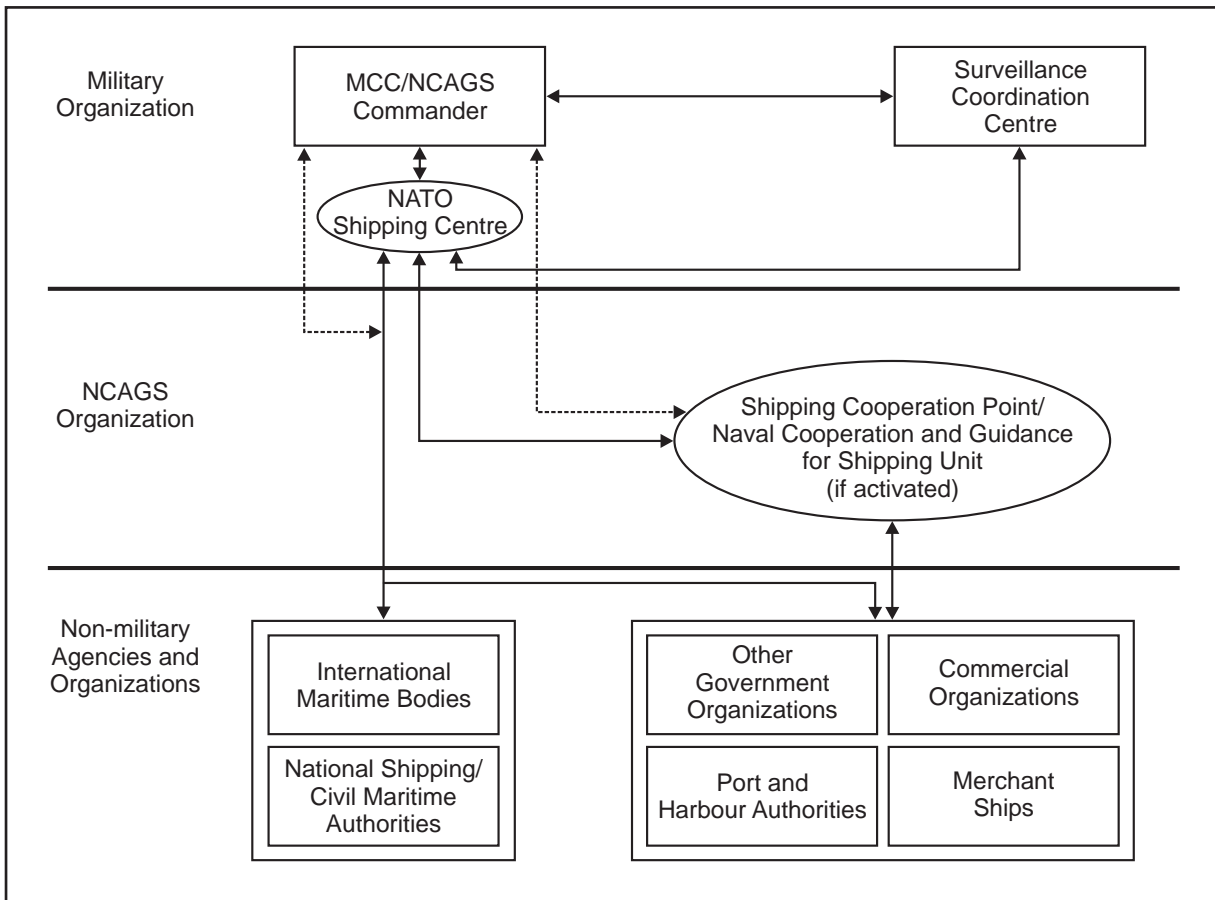 Military
Organization
MCC/NCAGS
Commander
Surveillance
Coordination
Centre
NATO
Shipping Centre
NCAGS
Organization
Shipping Cooperation Point/
Naval Cooperation and Guidance
for Shipping Unit
(if activated)
Non-military
Agencies and
Organizations
International
Maritime Bodies
National Shipping/
Civil Maritime
Authorities
Other
Government
Organizations
Commercial
Organizations
Port and
Harbour Authorities
Merchant
Ships